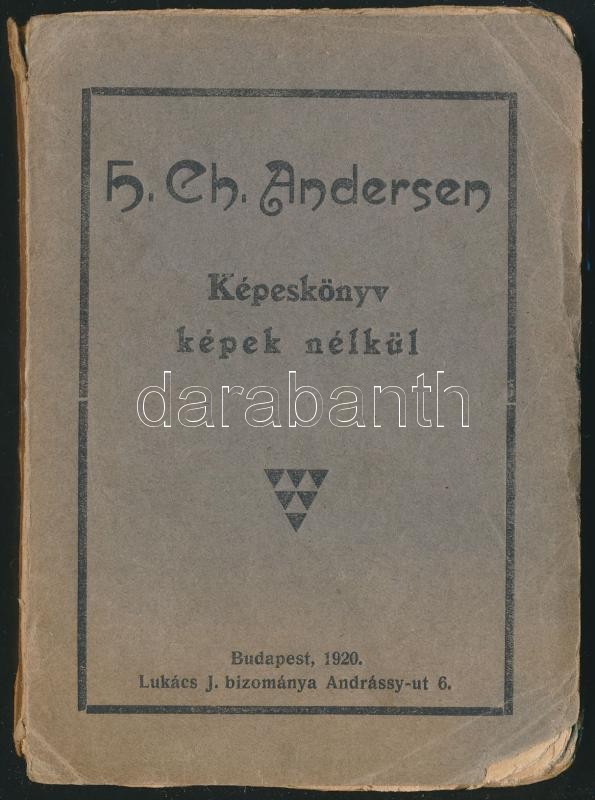 H. Ch. Andersen
Képeskönyv
képek nélkül
darabanth
Budapest, 1920.
Lukács J. bizománya Andrássy-ut 6.